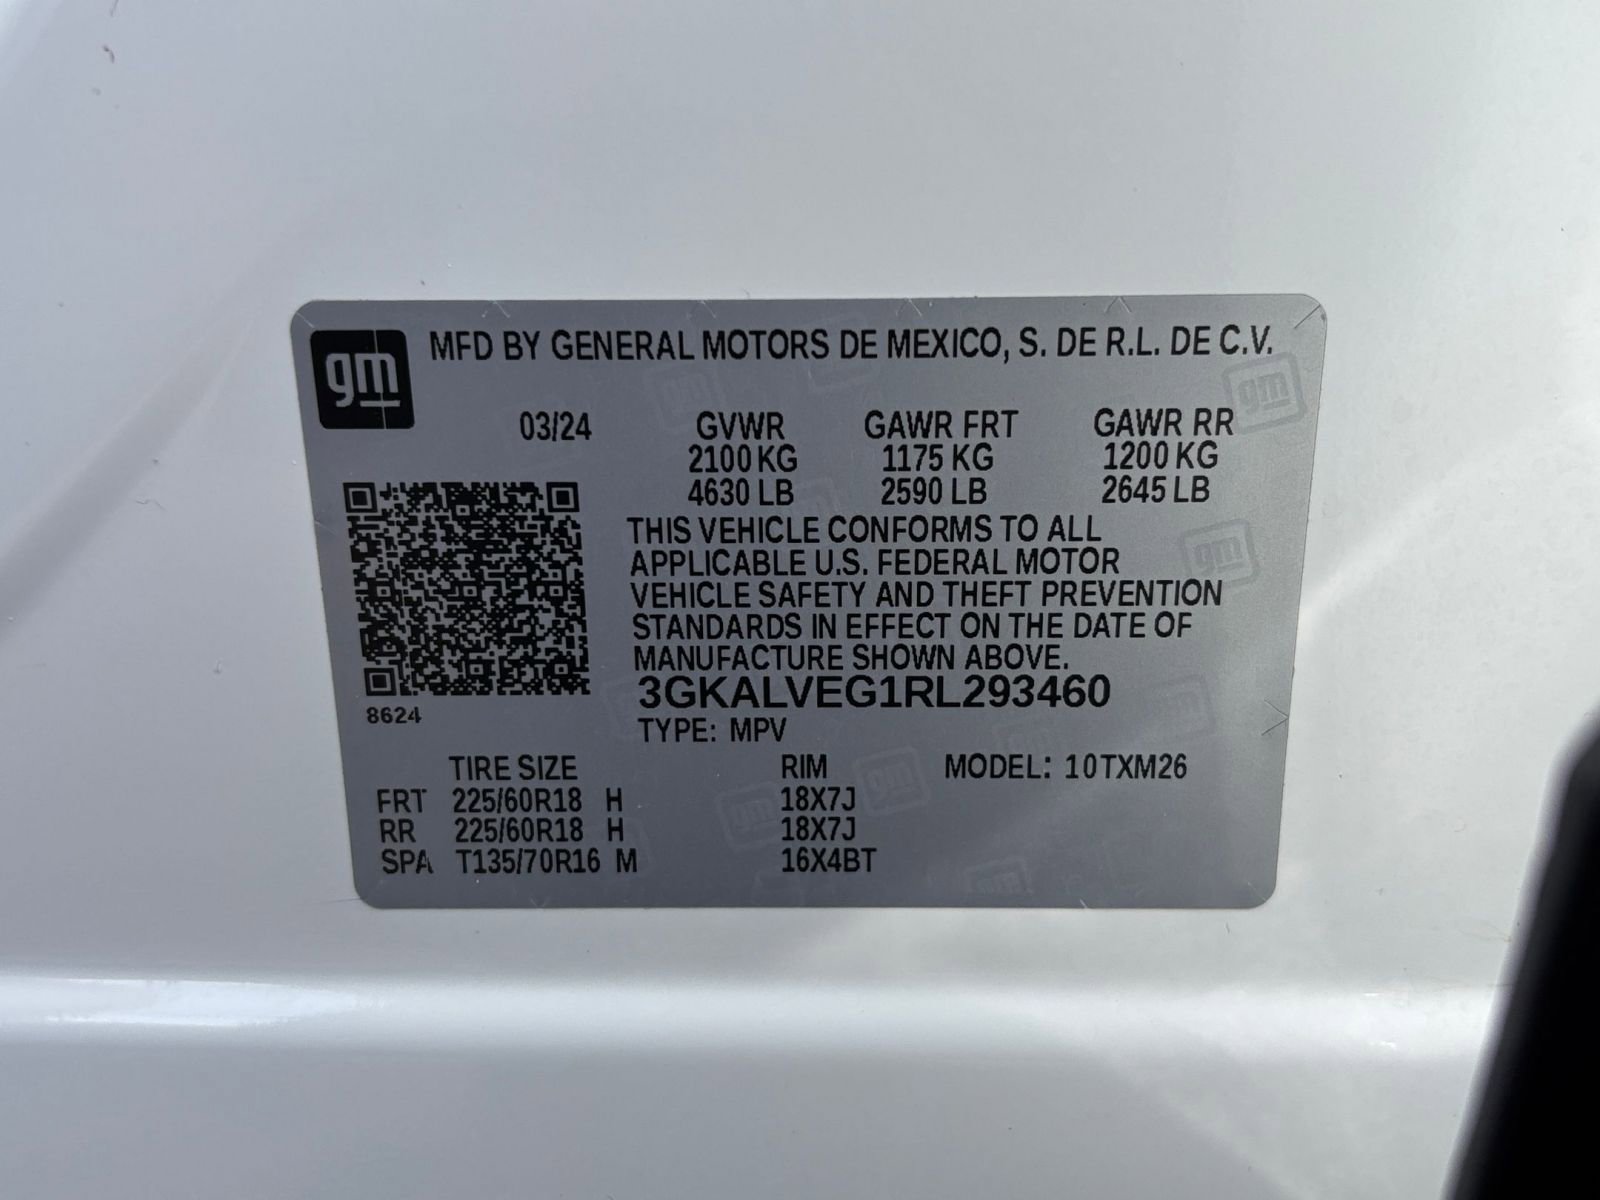 gm MFD BY GENERAL MOTORS DE MEXICO, S. DE R.L. DE C.V.
03/24 GVWR GAWR FRT GAWR RR
2100 KG 1175 KG 1200 KG
4630 LB 2590 LB 2645 LB
THIS VEHICLE CONFORMS TO ALL
APPLICABLE U.S. FEDERAL MOTOR
VEHICLE SAFETY AND THEFT PREVENTION
STANDARDS IN EFFECT ON THE DATE OF
MANUFACTURE SHOWN ABOVE.
3GKALVEG1RL293460
8624
TYPE: MPV
TIRE SIZE RIM MODEL: 10TXM26
FRT 225/60R18 H 18X7J
RR 225/60R18 H 18X7J
SPA T135/70R16 M 16X4BT